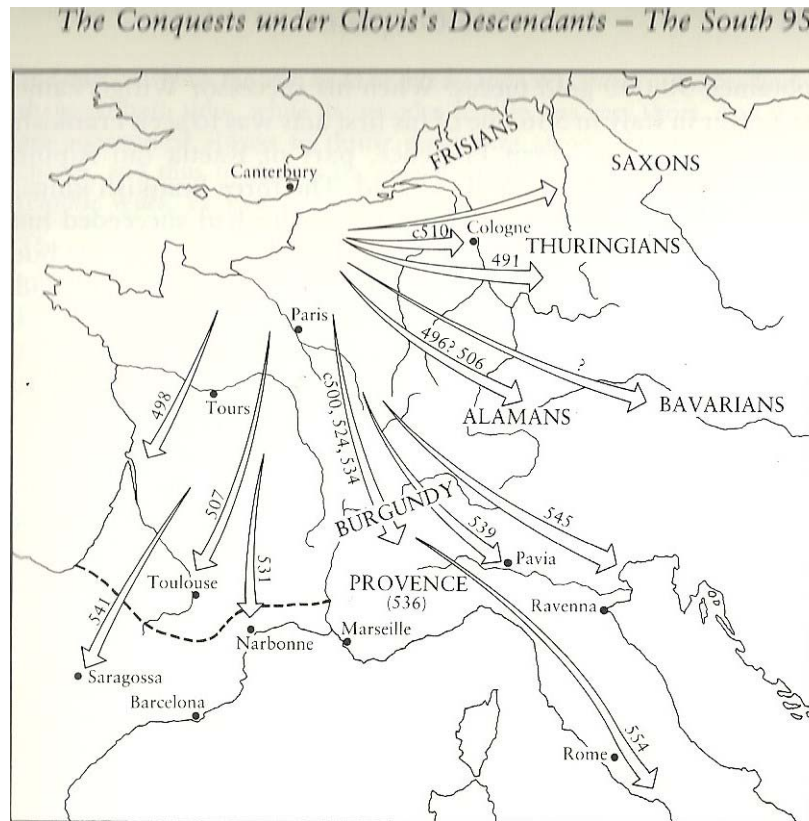 The Conquests under Clovis's Descendants – The South 95
FRISIANS
SAXONS
Canterbury
c510
Cologne
THURINGIANS
491
Paris
496? 506
?
498
Tours
c500, 524, 534
ALAMANS
BAVARIANS
507
BURGUNDY
545
531
539
Pavia
Toulouse
PROVENCE
(536)
Ravenna
541
Narbonne
Marseille
Saragossa
Barcelona
554
Rome